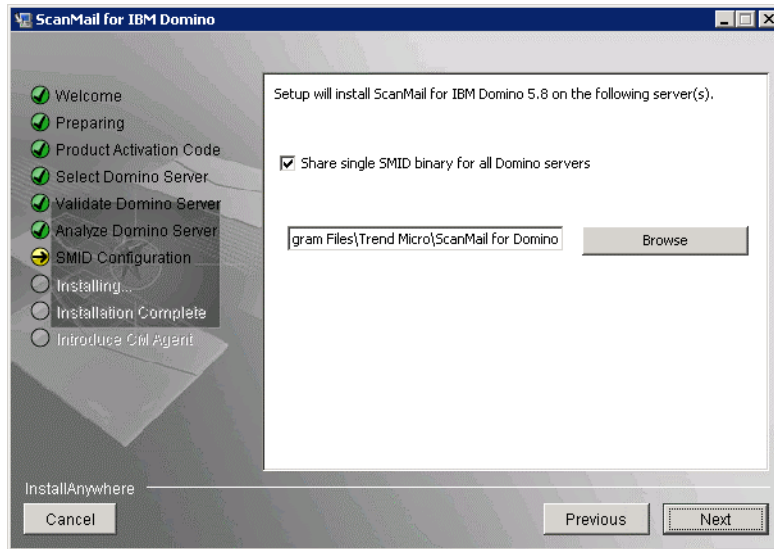 ScanMail for IBM Domino
Welcome
Preparing
Product Activation Code
Select Domino Server
Validate Domino Server
Analyze Domino Server
SMID Configuration
Installing...
Installation Complete
Introduce CM Agent
Setup will install ScanMail for IBM Domino 5.8 on the following server(s).
Share single SMID binary for all Domino servers
gram Files\Trend Micro\ScanMail for Domino
Browse
InstallAnywhere
Cancel
Previous
Next